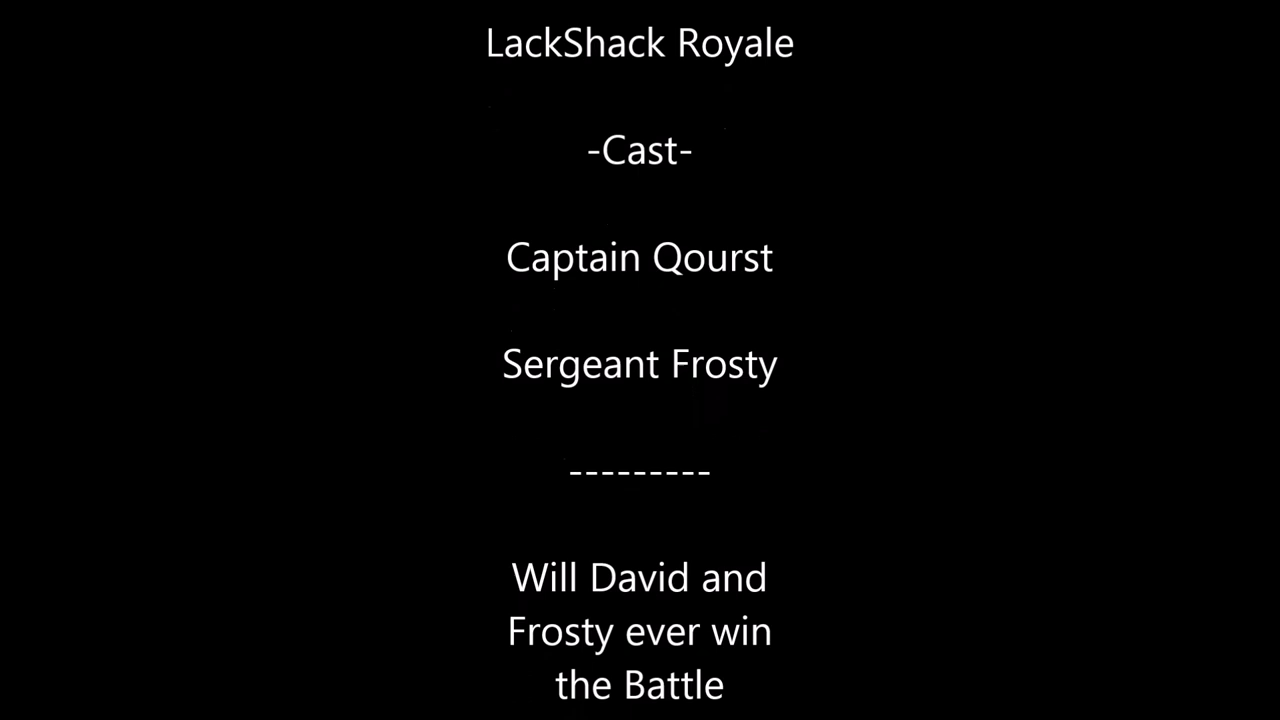 LackShack Royale
-Cast-
Captain Qourst
Sergeant Frosty
---------
Will David and
Frosty ever win
the Battle